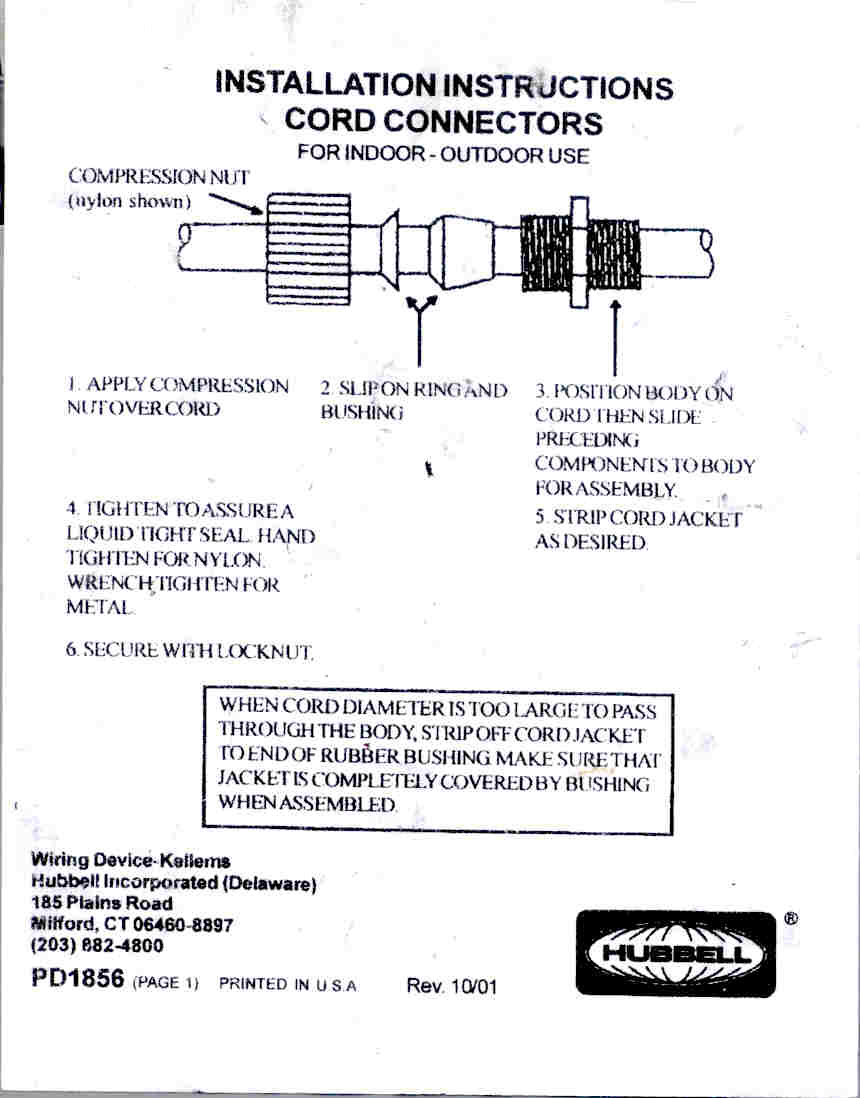 INSTALLATION INSTRUCTIONS
CORD CONNECTORS
FOR INDOOR - OUTDOOR USE
COMPRESSION NUT
(nylon shown)
1. APPLY COMPRESSION
NUT OVER CORD
2. SLIP ON RING AND
BUSHING
3. POSITION BODY ON
CORD THEN SLIDE
PRECEDING
COMPONENTS TO BODY
FOR ASSEMBLY.
4. TIGHTEN TO ASSURE A
LIQUID TIGHT SEAL. HAND
TIGHTEN FOR NYLON.
WRENCH TIGHTEN FOR
METAL.
5. STRIP CORD JACKET
AS DESIRED.
6. SECURE WITH LOCKNUT.
WHEN CORD DIAMETER IS TOO LARGE TO PASS
THROUGH THE BODY, STRIP OFF CORD JACKET
TO END OF RUBBER BUSHING MAKE SURE THAT
JACKET IS COMPLETELY COVERED BY BUSHING
WHEN ASSEMBLED.
Wiring Device-Kellems
Hubbell Incorporated (Delaware)
185 Plains Road
Milford, CT 06460-8897
(203) 882-4800
PD1856 (PAGE 1) PRINTED IN U.S.A Rev. 10/01
HUBBELL ®